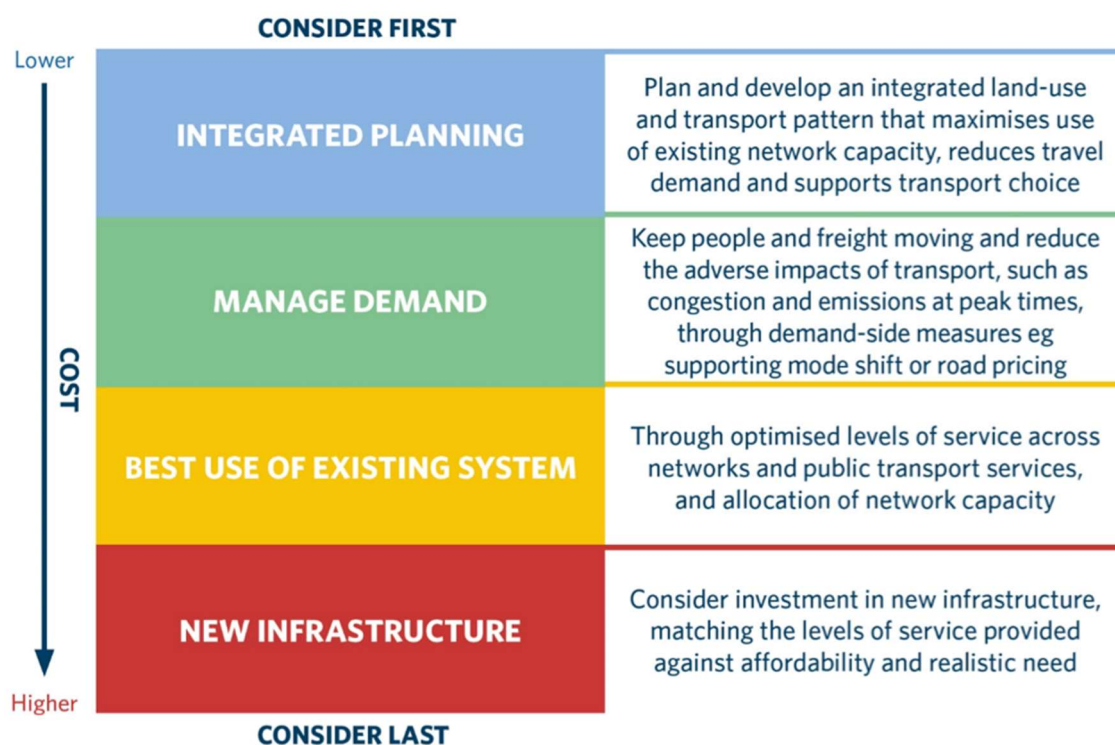 CONSIDER FIRST
Lower
INTEGRATED PLANNING
Plan and develop an integrated land-use
and transport pattern that maximises use
of existing network capacity, reduces travel
demand and supports transport choice
MANAGE DEMAND
Keep people and freight moving and reduce
the adverse impacts of transport, such as
congestion and emissions at peak times,
through demand-side measures eg
supporting mode shift or road pricing
COST
BEST USE OF EXISTING SYSTEM
Through optimised levels of service across
networks and public transport services,
and allocation of network capacity
NEW INFRASTRUCTURE
Consider investment in new infrastructure,
matching the levels of service provided
against affordability and realistic need
Higher
CONSIDER LAST